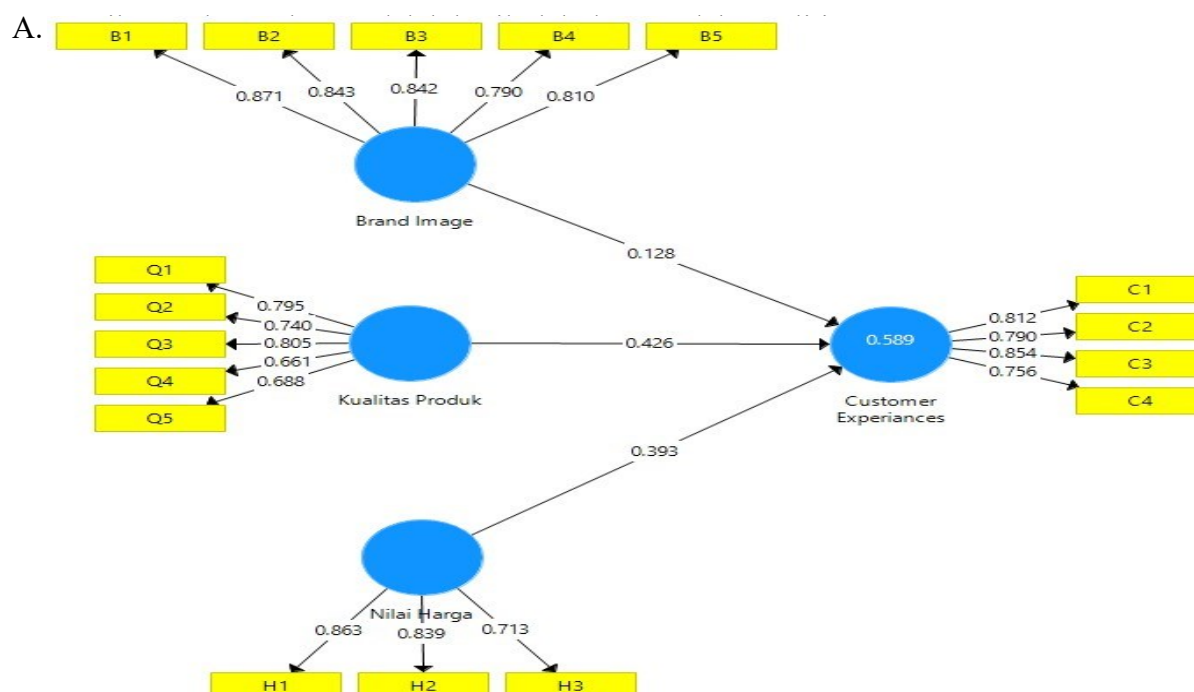 A.
B1
B2
B3
B4
B5
0.871
0.843
0.842
0.790
0.810
Brand Image
0.128
Q1
Q2
Q3
Q4
Q5
0.795
0.740
0.805
0.661
0.688
Kualitas Produk
0.426
0.589
Customer
Experiances
0.812
0.790
0.854
0.756
C1
C2
C3
C4
0.393
Nilai Harga
0.863
0.839
0.713
H1
H2
H3